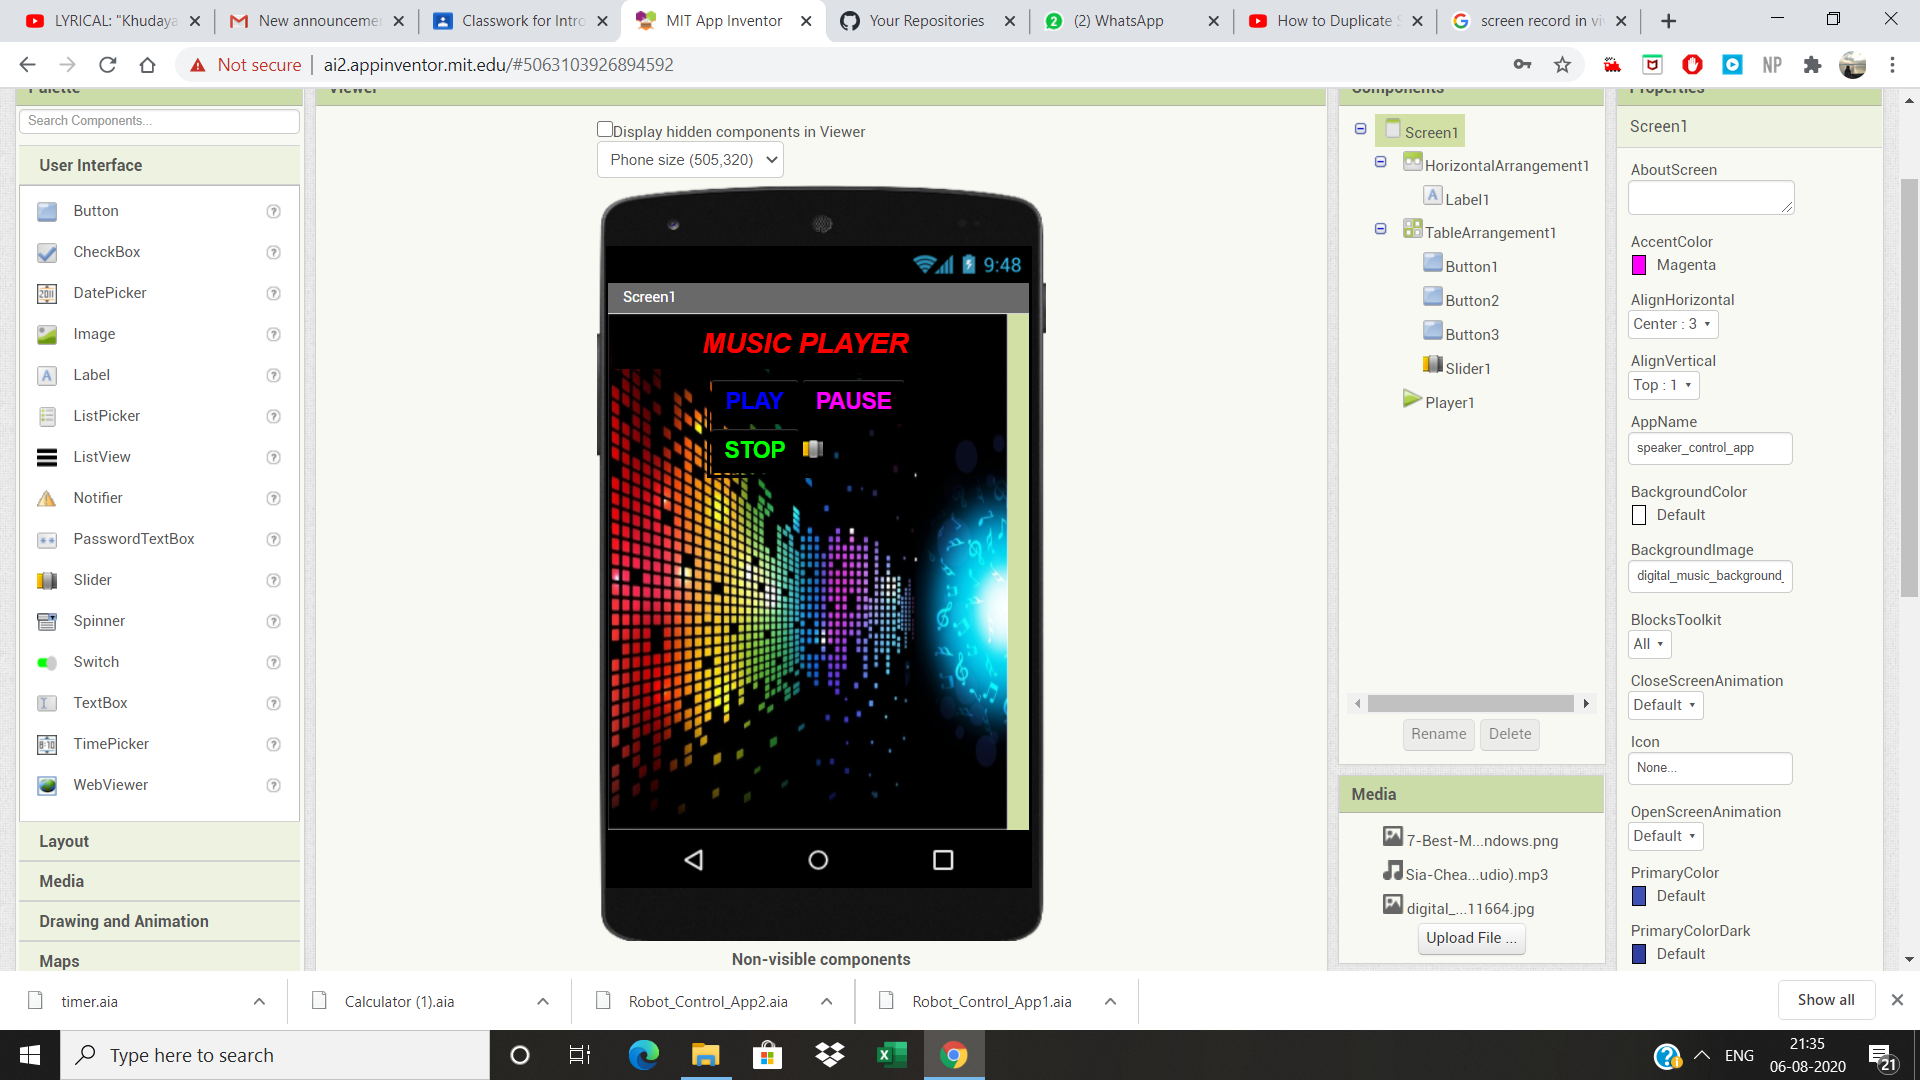 LYRICAL: "Khudaya
New announceme
Classwork for Intro
MIT App Inventor
Your Repositories
(2) WhatsApp
How to Duplicate S
screen record in vi
Not secure
ai2.appinventor.mit.edu/#5063103926894592
NP
Palette
Viewer
Components
Properties
Search Components...
User Interface
Button
CheckBox
DatePicker
Image
Label
ListPicker
ListView
Notifier
PasswordTextBox
Slider
Spinner
Switch
TextBox
TimePicker
WebViewer
Layout
Media
Drawing and Animation
Maps
Display hidden components in Viewer
Phone size (505,320)
9:48
Screen1
MUSIC PLAYER
PLAY PAUSE
STOP
Non-visible components
Screen1
HorizontalArrangement1
Label1
TableArrangement1
Button1
Button2
Button3
Slider1
Player1
Rename Delete
Media
7-Best-M...ndows.png
Sia-Chea...udio).mp3
digital_...11664.jpg
Upload File ...
Screen1
AboutScreen
AccentColor
Magenta
AlignHorizontal
Center : 3
AlignVertical
Top : 1
AppName
speaker_control_app
BackgroundColor
Default
BackgroundImage
digital_music_background_
BlocksToolkit
All
CloseScreenAnimation
Default
Icon
None...
OpenScreenAnimation
Default
PrimaryColor
Default
PrimaryColorDark
Default
timer.aia
Calculator (1).aia
Robot_Control_App2.aia
Robot_Control_App1.aia
Show all
Type here to search
ENG
21:35
06-08-2020
21